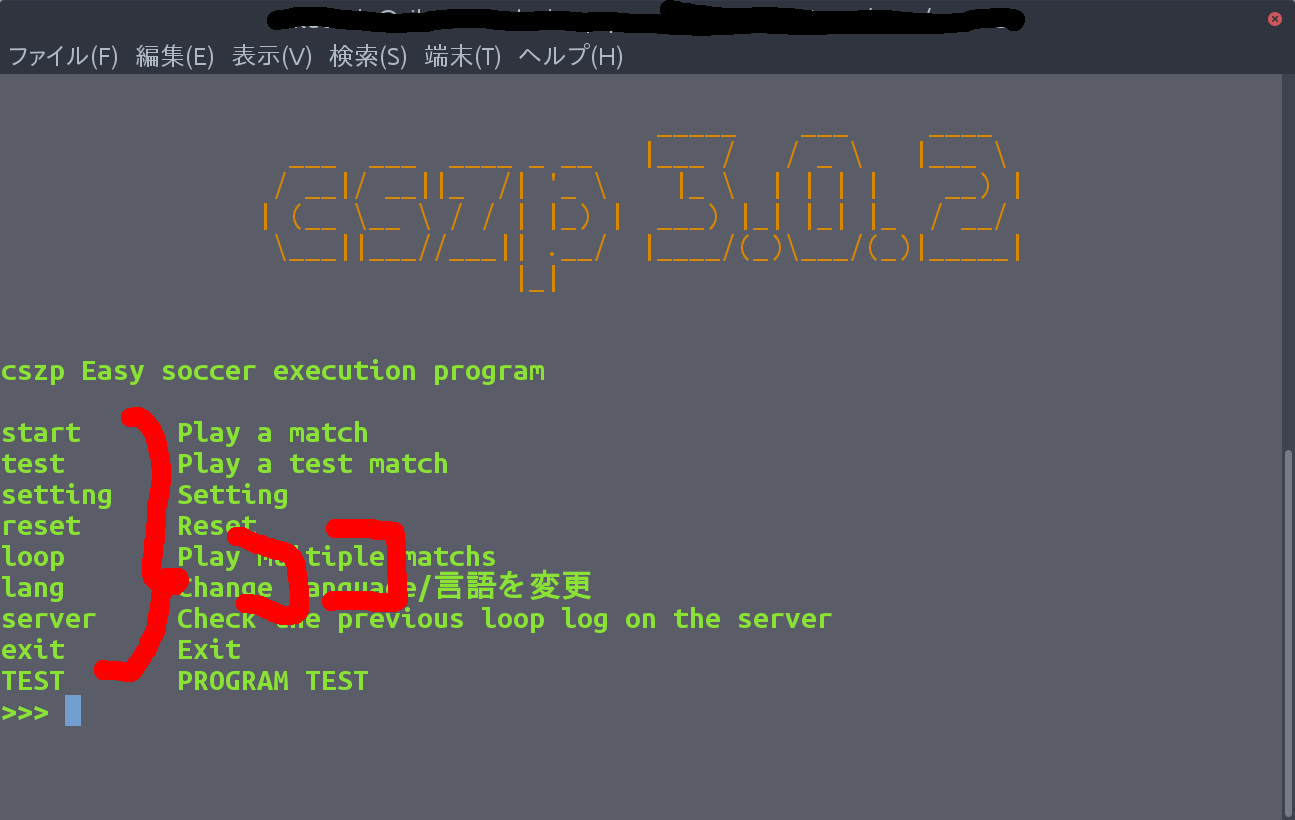 ファイル(F) 編集(E) 表示(V) 検索(S) 端末(T) ヘルプ(H)
cszp 3.0.2
cszp Easy soccer execution program
start Play a match
test Play a test match
setting Setting
reset Reset
loop Play multiple matchs
lang Change language/言語を変更
server Check the previous loop log on the server
exit Exit
TEST PROGRAM TEST
>>>
ココ